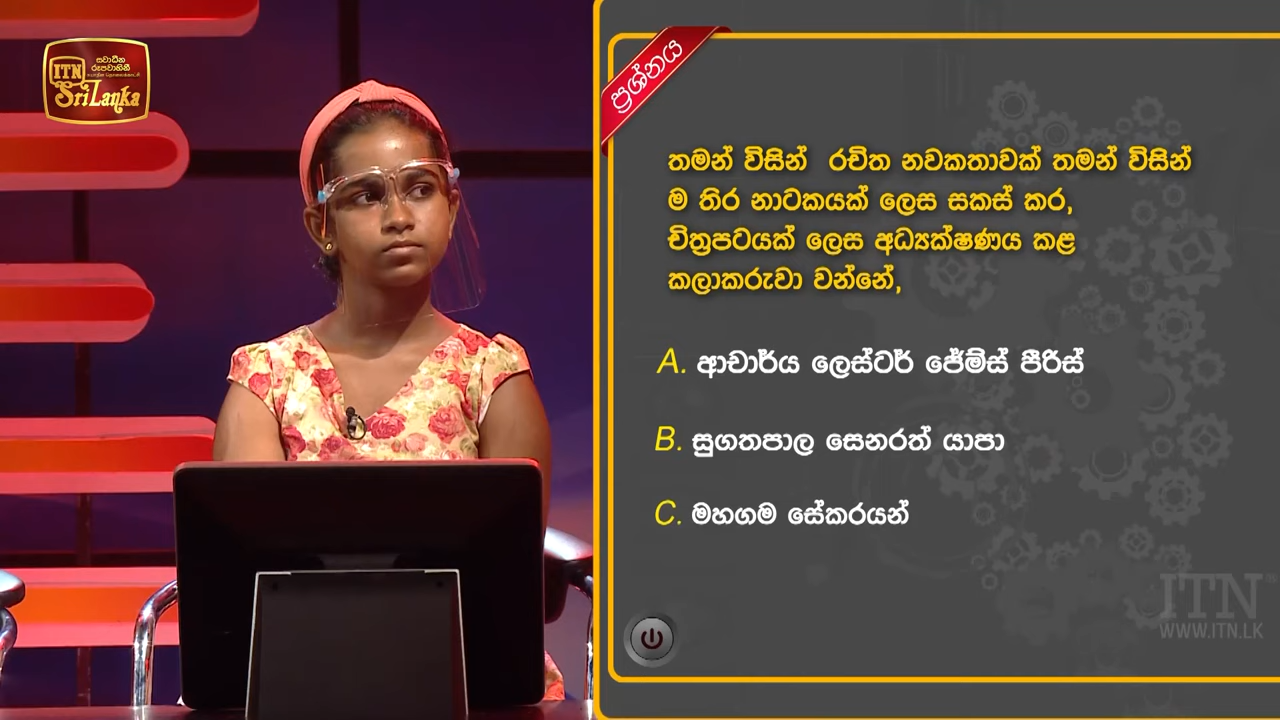 ස්වාධීන
රූපවාහිනී
ITN
Sri Lanka
ප්‍රශ්නය
තමන් විසින් රචිත නවකතාවක් තමන් විසින්
ම තිර නාටකයක් ලෙස සකස් කර,
චිත්‍රපටයක් ලෙස අධ්‍යක්ෂණය කළ
කලාකරුවා වන්නේ,
A. ආචාර්ය ලෙස්ටර් ජේම්ස් පීරිස්
B. සුගතපාල සෙනරත් යාපා
C. මහගම සේකරයන්
ITN
WWW.ITN.LK